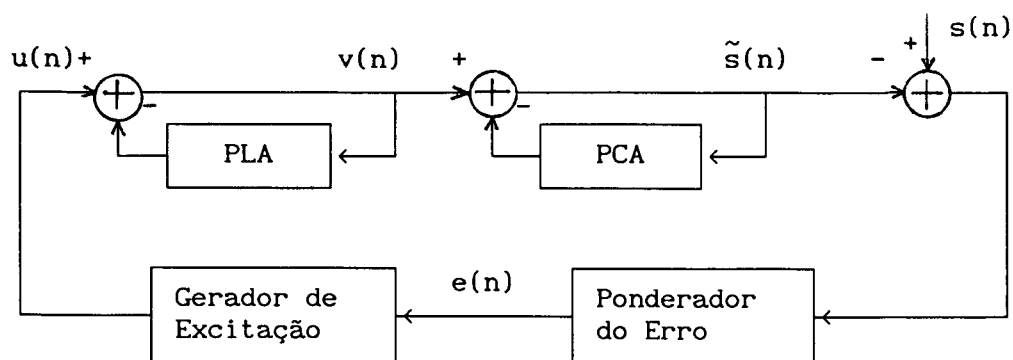 s(n)
u(n)+ v(n) + s̃(n) - +
- -
PLA PCA
e(n)
Gerador de
Excitação
Ponderador
do Erro